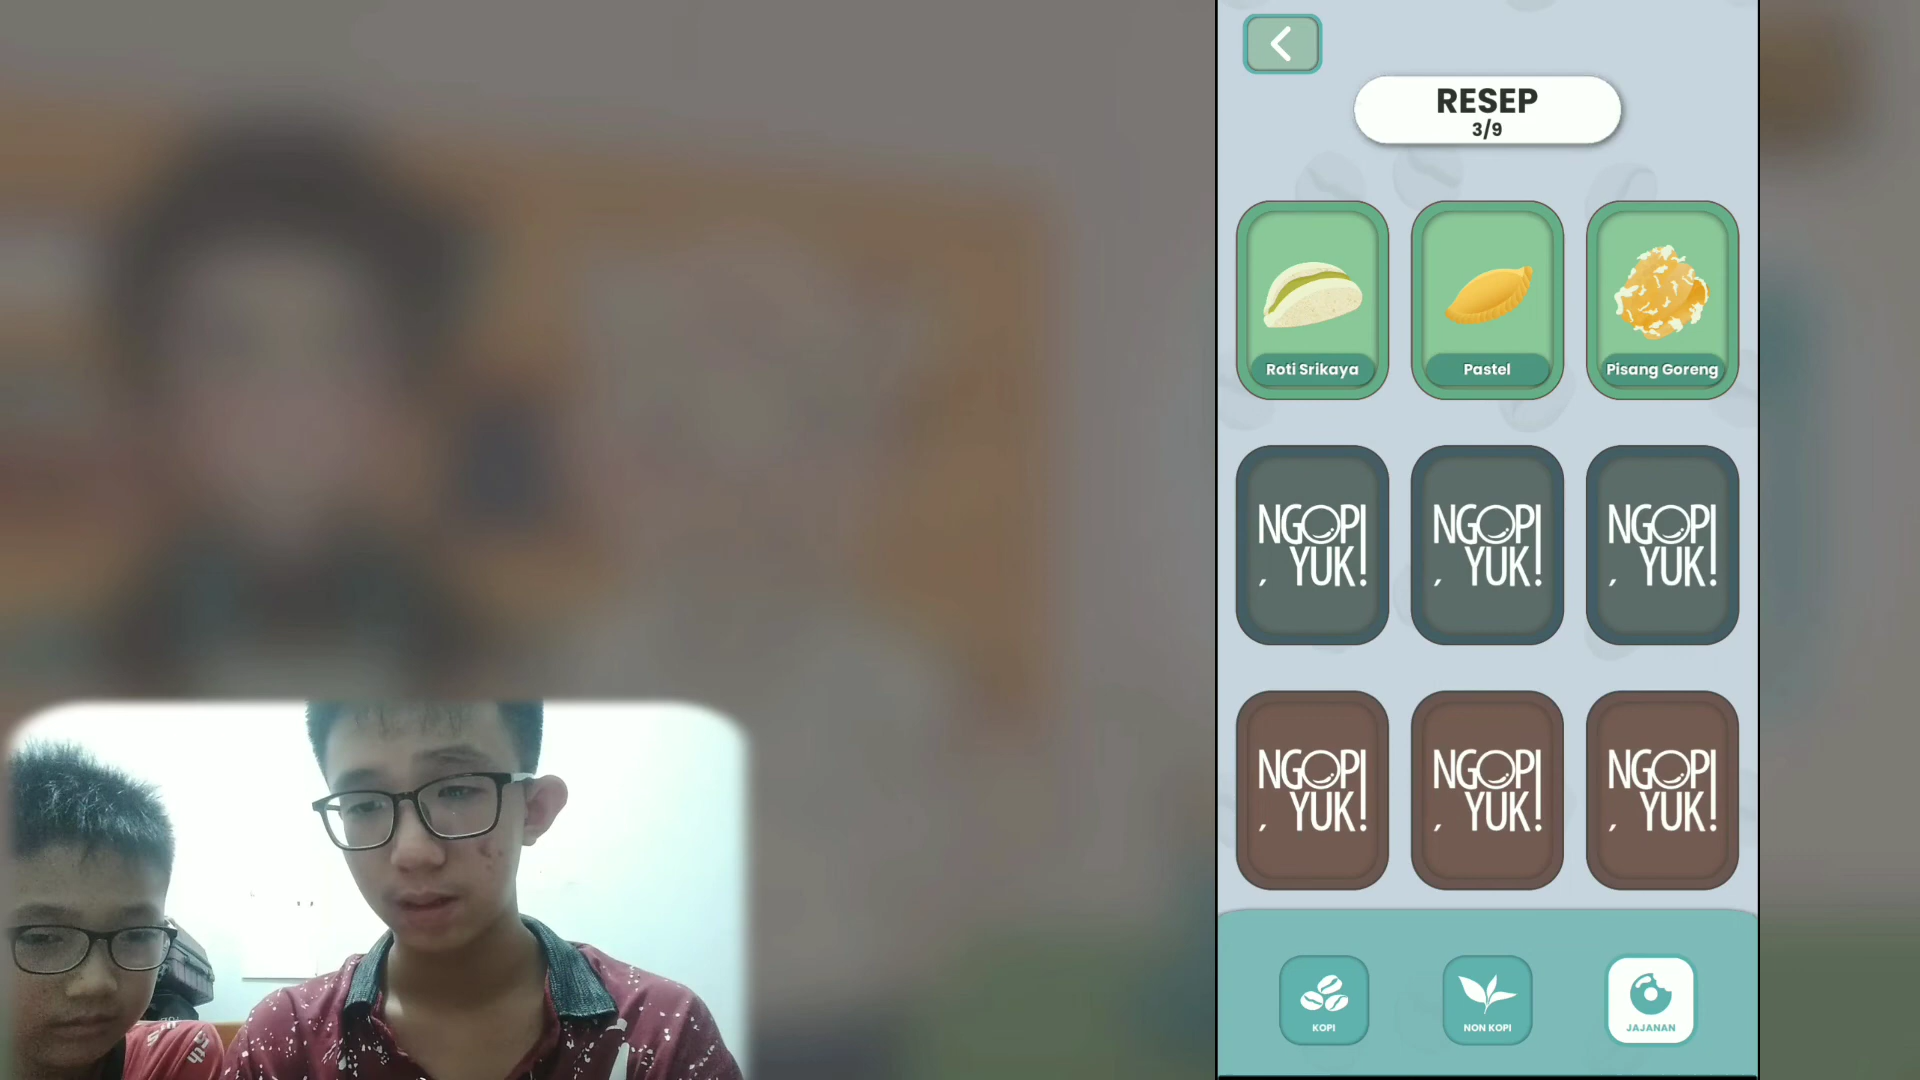 RESEP
3/9
Roti Srikaya
Pastel
Pisang Goreng
NGOPI
, YUK!
NGOPI
, YUK!
NGOPI
, YUK!
NGOPI
, YUK!
NGOPI
, YUK!
NGOPI
, YUK!
KOPI
NON KOPI
JAJANAN